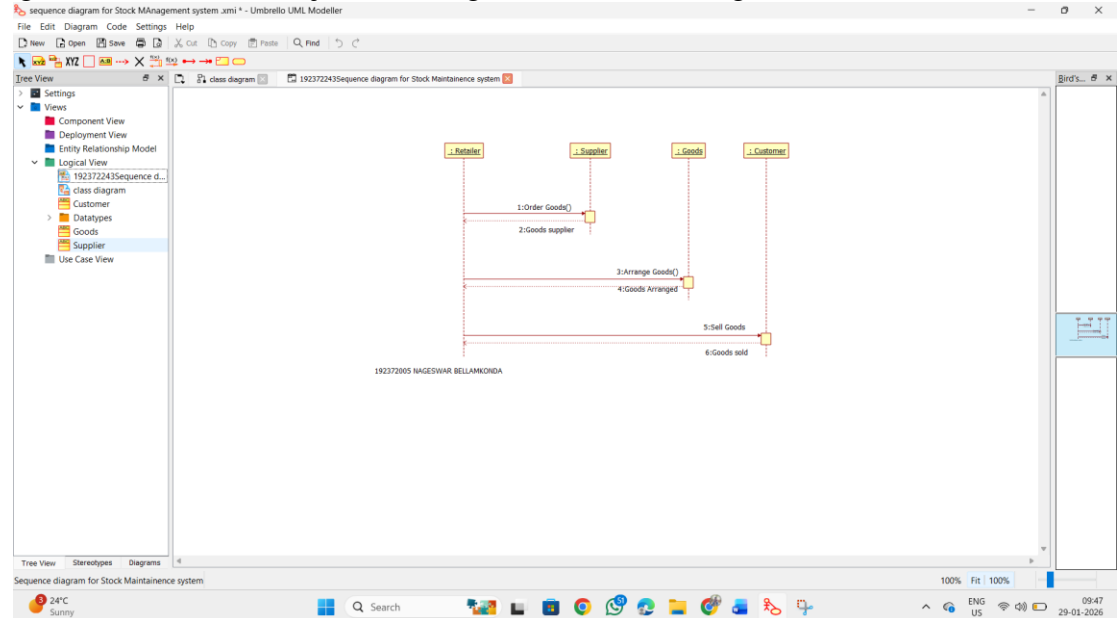 sequence diagram for Stock MAnagement system .xmi * - Umbrello UML Modeller
File Edit Diagram Code Settings Help
New Open Save Cut Copy Paste Find
XYZ A:B
Tree View
class diagram
192372243Sequence diagram for Stock Maintainence system
Bird's...
Settings
Views
Component View
Deployment View
Entity Relationship Model
Logical View
192372243Sequence d...
class diagram
Customer
Datatypes
Goods
Supplier
Use Case View
: Retailer : Supplier : Goods : Customer
1:Order Goods()
2:Goods supplier
3:Arrange Goods()
4:Goods Arranged
5:Sell Goods
6:Goods sold
192372005 NAGESWAR BELLAMKONDA
Tree View Stereotypes Diagrams
Sequence diagram for Stock Maintainence system
100% Fit 100%
3
24°C
Sunny
Search
51
ENG
US
09:47
29-01-2026